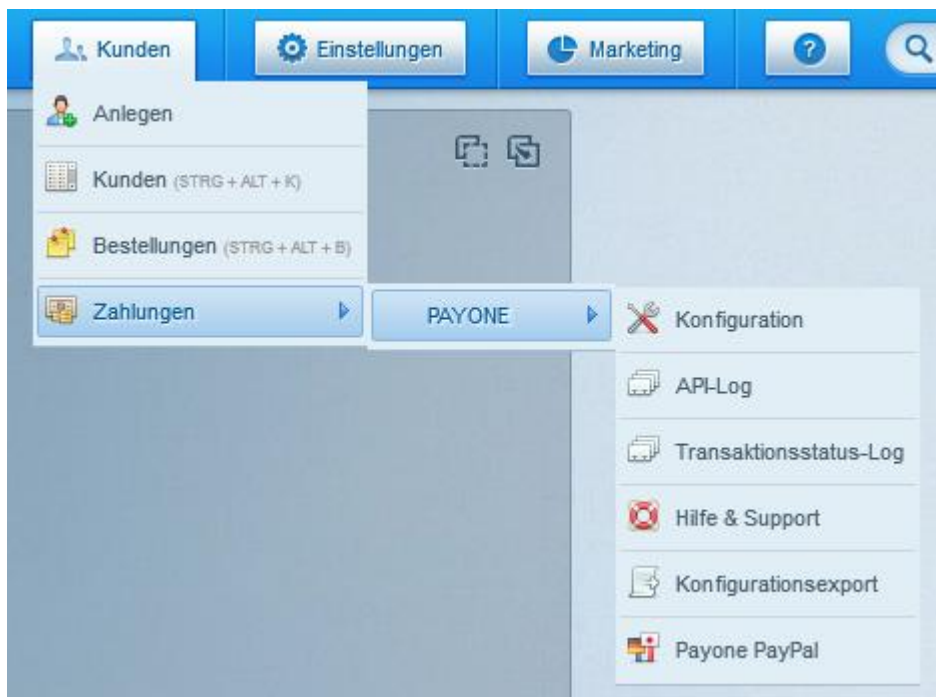 Kunden
Einstellungen
Marketing
?
Anlegen
Kunden (STRG + ALT + K)
Bestellungen (STRG + ALT + B)
Zahlungen
PAYONE
Konfiguration
API-Log
Transaktionsstatus-Log
Hilfe & Support
Konfigurationsexport
Payone PayPal